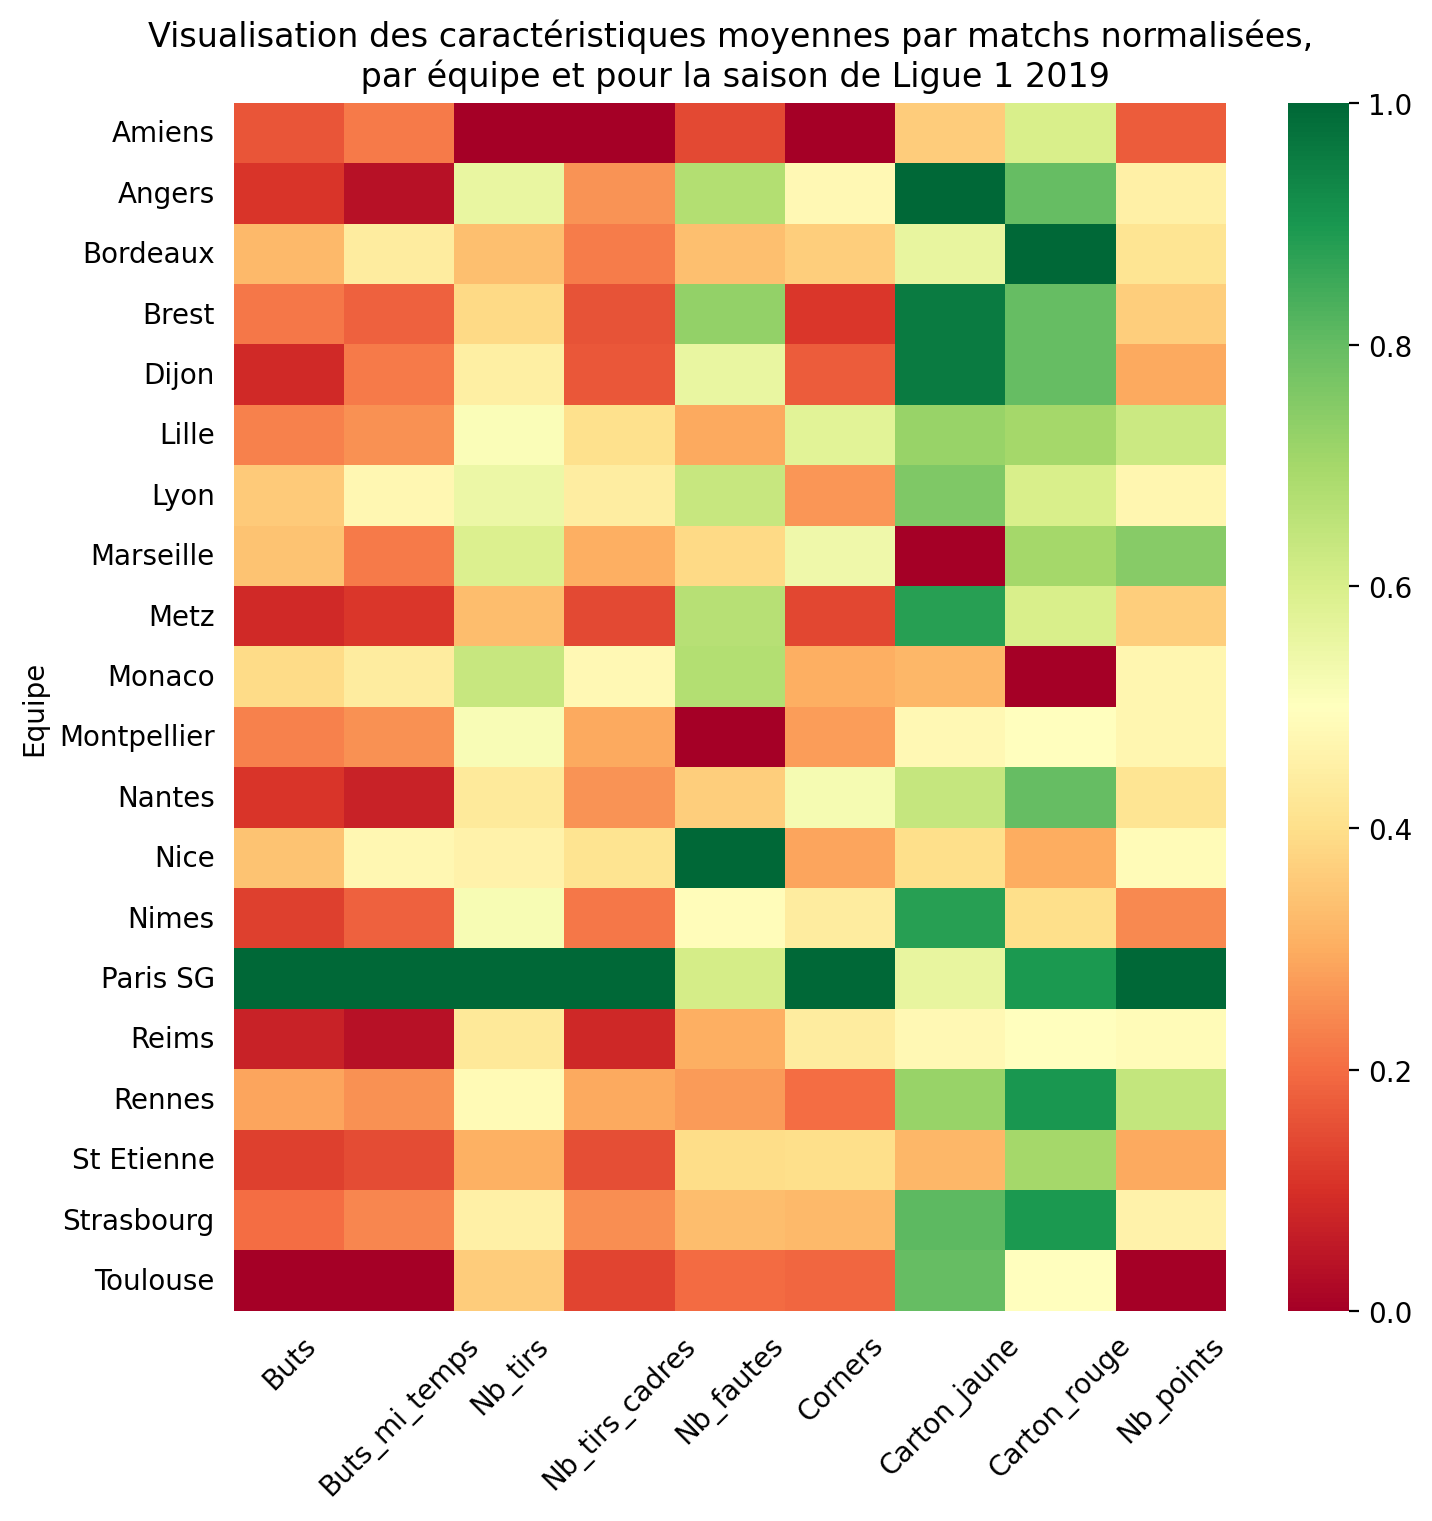 Visualisation des caractéristiques moyennes par matchs normalisées,
par équipe et pour la saison de Ligue 1 2019
Equipe
Amiens
Angers
Bordeaux
Brest
Dijon
Lille
Lyon
Marseille
Metz
Monaco
Montpellier
Nantes
Nice
Nimes
Paris SG
Reims
Rennes
St Etienne
Strasbourg
Toulouse
Buts
Buts_mi_temps
Nb_tirs
Nb_tirs_cadres
Nb_fautes
Corners
Carton_jaune
Carton_rouge
Nb_points
1.0
0.8
0.6
0.4
0.2
0.0